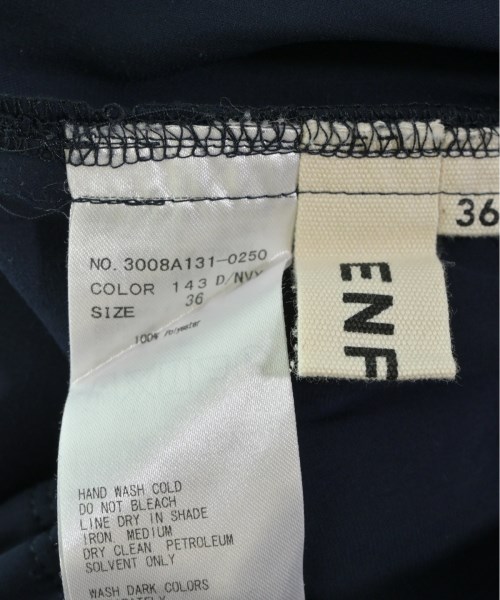 NO. 3008A131-0250
COLOR 143 D/NVY
SIZE 36
100% Polyester
HAND WASH COLD
DO NOT BLEACH
LINE DRY IN SHADE
IRON. MEDIUM
DRY CLEAN PETROLEUM
SOLVENT ONLY
WASH DARK COLORS
ENF
36